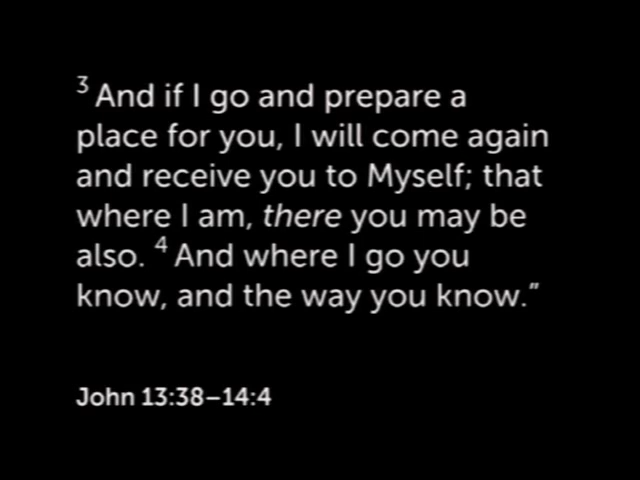 ³ And if I go and prepare a
place for you, I will come again
and receive you to Myself; that
where I am, there you may be
also. ⁴ And where I go you
know, and the way you know.”
John 13:38–14:4